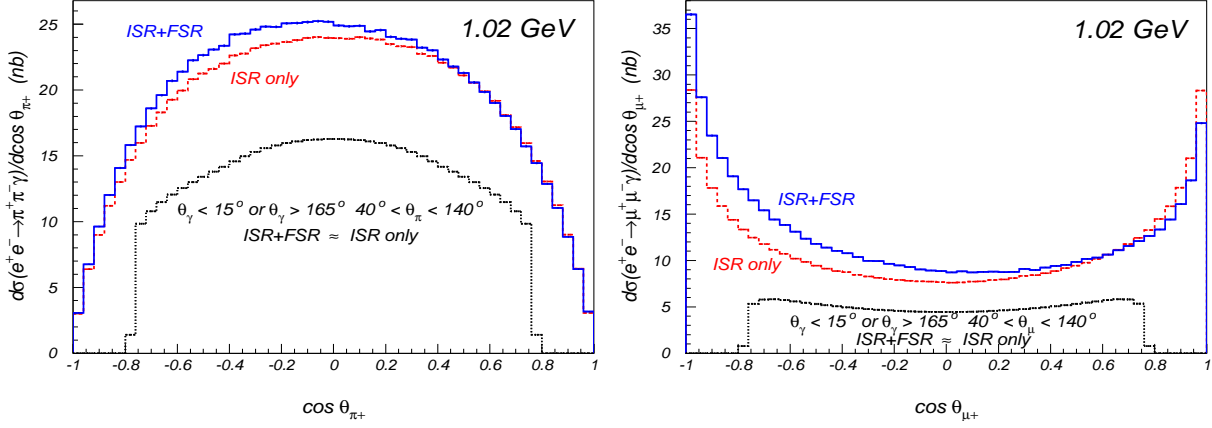 dσ(e⁺e⁻→π⁺π⁻γ)/dcos θπ+ (nb)
25
20
15
10
5
0
ISR+FSR
1.02 GeV
ISR only
θγ < 15° or θγ > 165° 40° < θπ < 140°
ISR+FSR ≈ ISR only
-1 -0.8 -0.6 -0.4 -0.2 0 0.2 0.4 0.6 0.8 1
cos θπ+
dσ(e⁺e⁻→μ⁺μ⁻γ)/dcos θμ+ (nb)
35
30
25
20
15
10
5
0
1.02 GeV
ISR+FSR
ISR only
θγ < 15° or θγ > 165° 40° < θμ < 140°
ISR+FSR ≈ ISR only
-1 -0.8 -0.6 -0.4 -0.2 0 0.2 0.4 0.6 0.8 1
cos θμ+